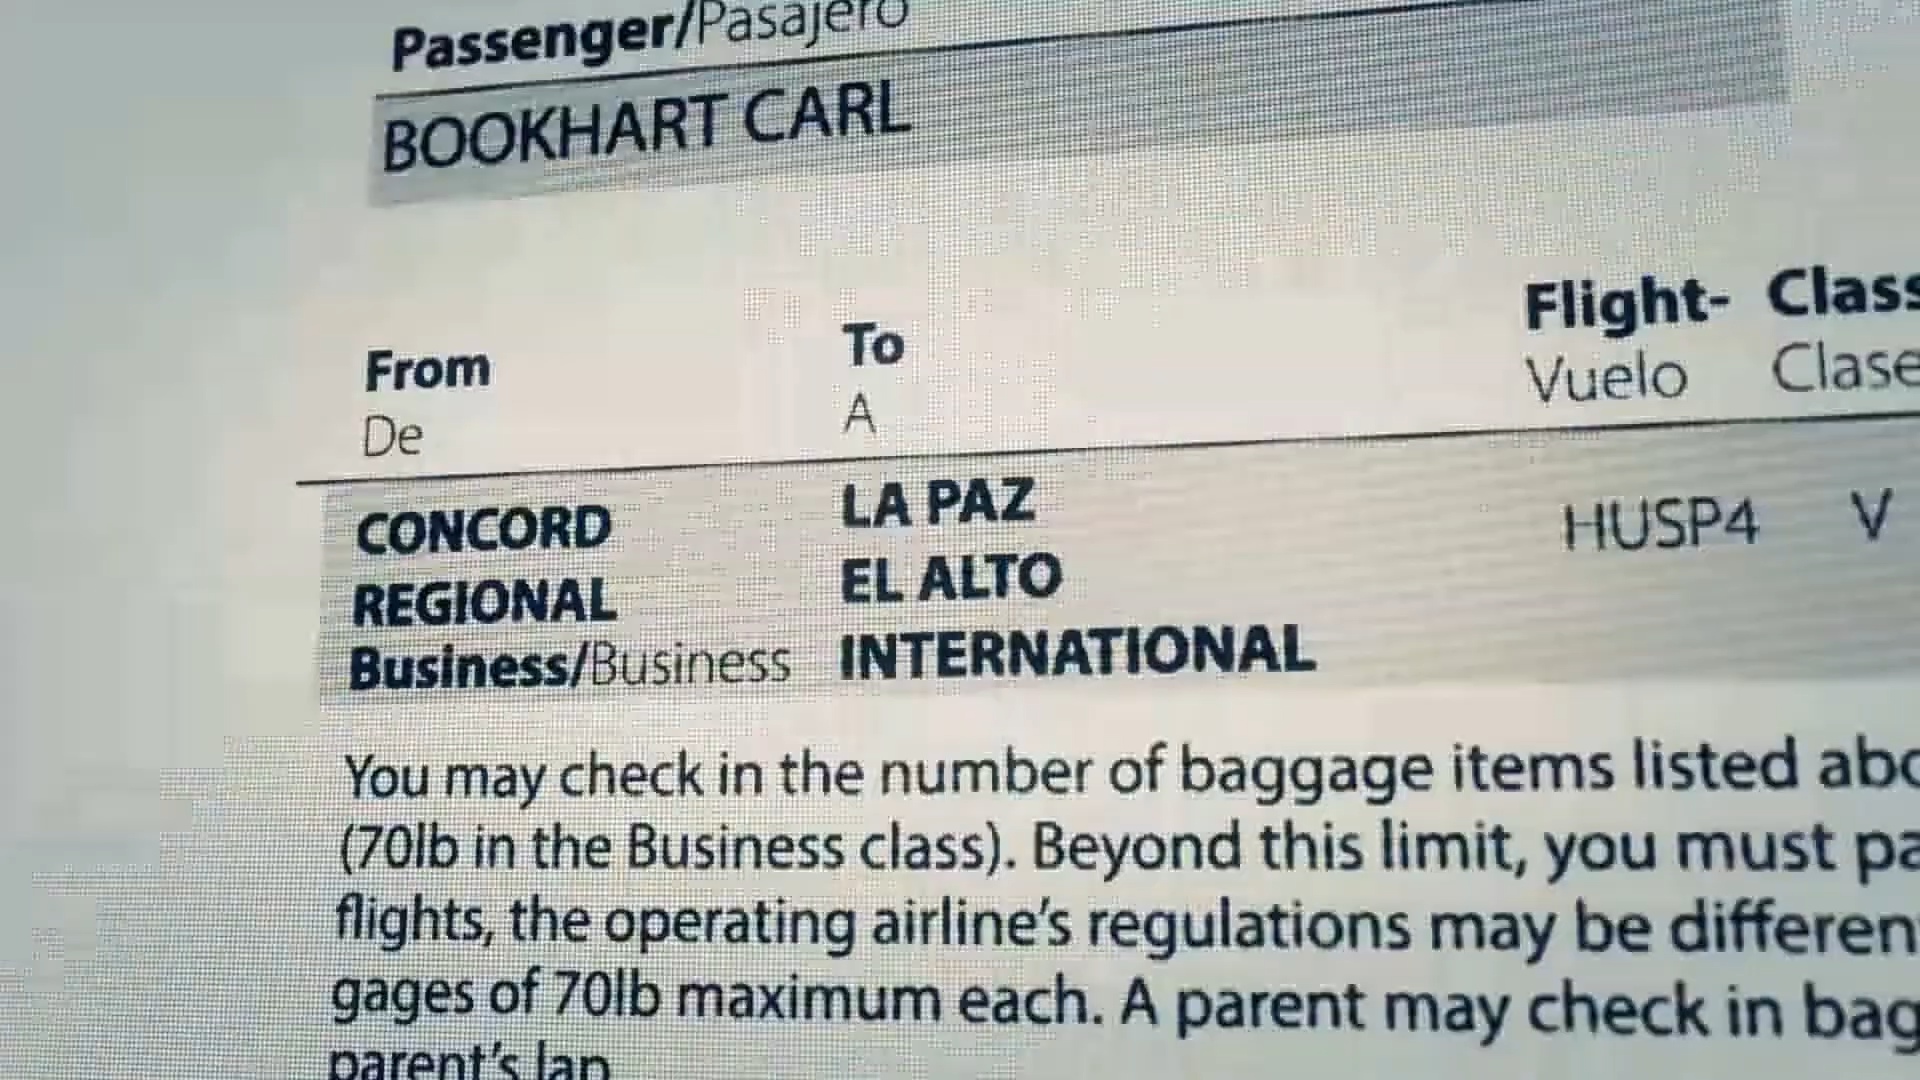 Passenger/Pasajero
BOOKHART CARL
From To Flight- Class
De A Vuelo Clase
CONCORD LA PAZ HUSP4 V
REGIONAL EL ALTO
Business/Business INTERNATIONAL
You may check in the number of baggage items listed abo
(70lb in the Business class). Beyond this limit, you must pa
flights, the operating airline's regulations may be differen
gages of 70lb maximum each. A parent may check in bag
parent's lap